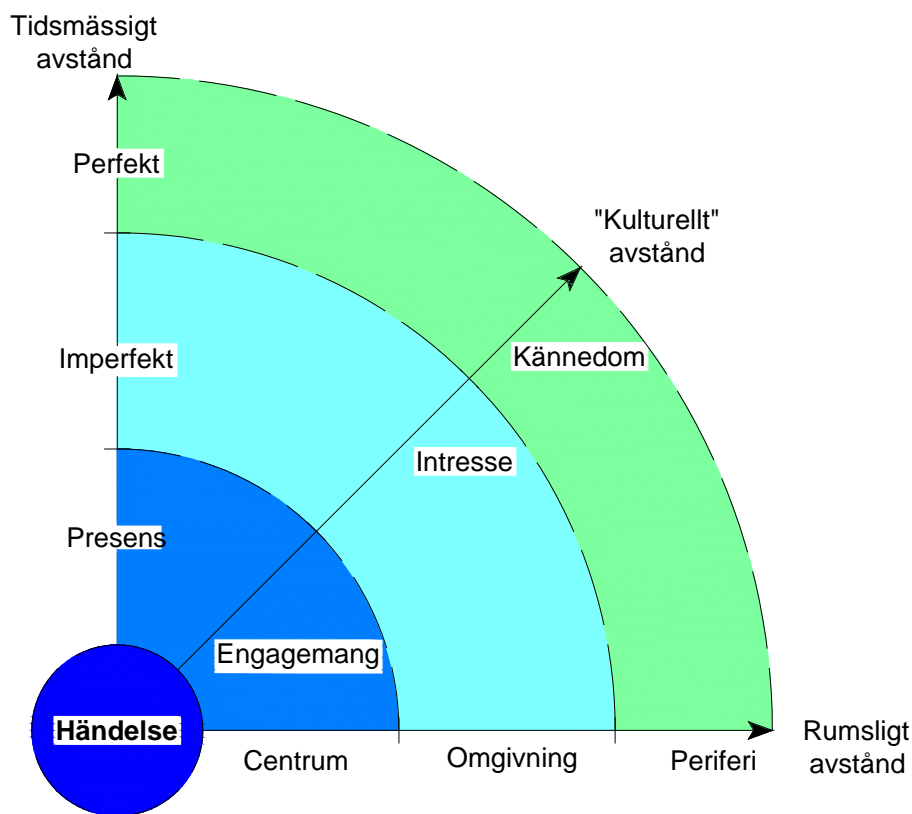 Tidsmässigt
avstånd
Perfekt
"Kulturellt"
avstånd
Kännedom
Imperfekt
Intresse
Presens
Engagemang
Händelse
Centrum
Omgivning
Periferi
Rumsligt
avstånd